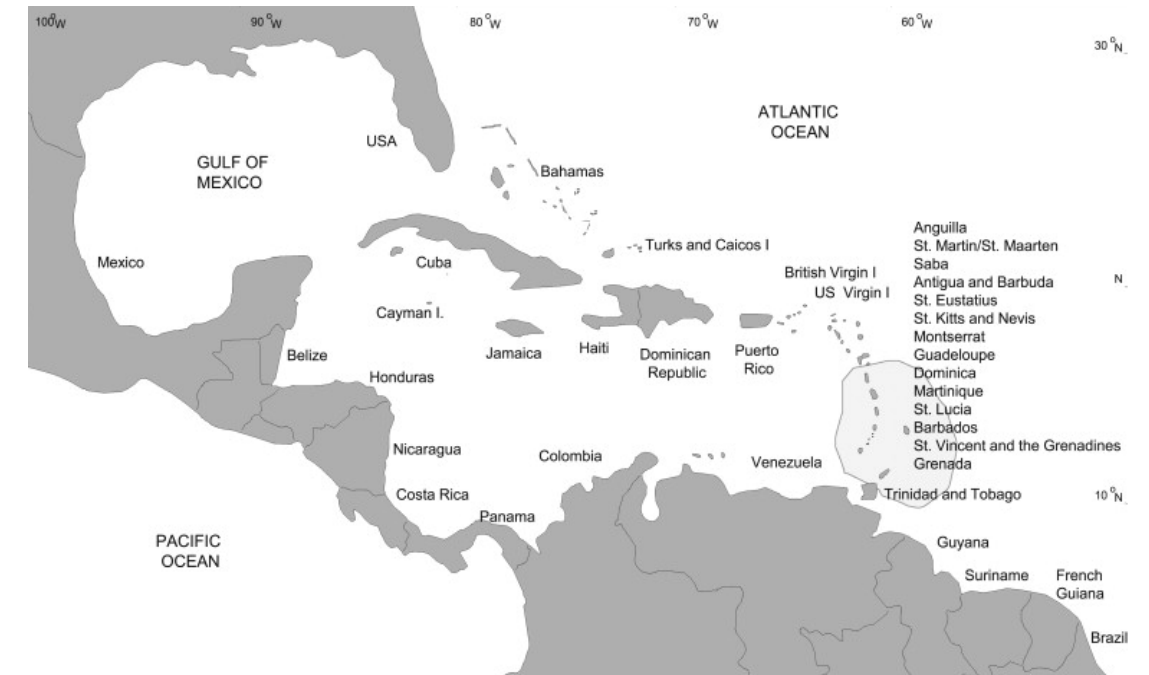 100°W
90°W
80°W
70°W
60°W
30°N
ATLANTIC
OCEAN
USA
GULF OF
MEXICO
Bahamas
Anguilla
Turks and Caicos I
St. Martin/St. Maarten
Mexico
Cuba
Saba
British Virgin I
N
Antigua and Barbuda
US Virgin I
St. Eustatius
Cayman I.
St. Kitts and Nevis
Montserrat
Belize
Jamaica
Haiti
Dominican
Republic
Puerto
Rico
Guadeloupe
Honduras
Dominica
Martinique
St. Lucia
Barbados
Nicaragua
Colombia
Venezuela
St. Vincent and the Grenadines
Grenada
Costa Rica
Trinidad and Tobago
10°N
Panama
PACIFIC
OCEAN
Guyana
Suriname
French
Guiana
Brazil